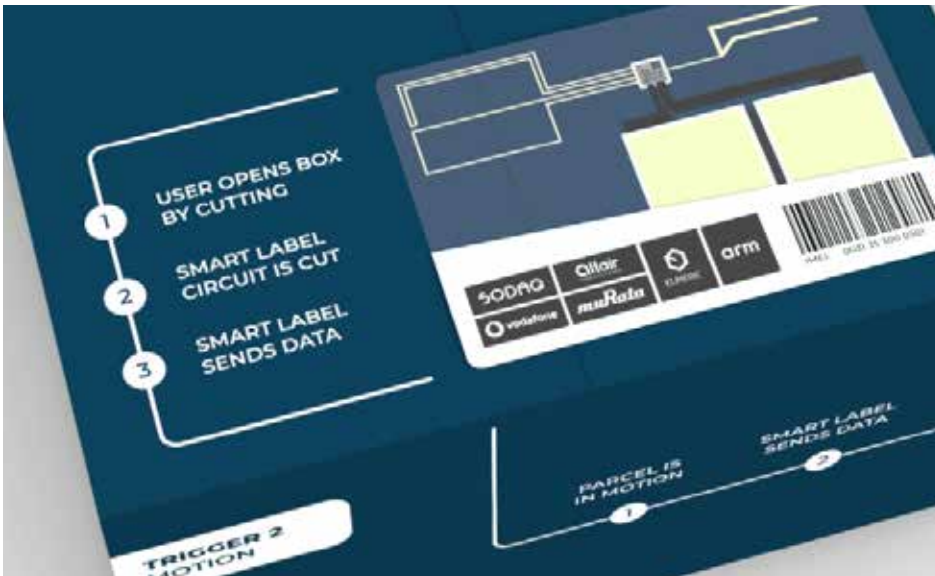 1
USER OPENS BOX
BY CUTTING
2
SMART LABEL
CIRCUIT IS CUT
3
SMART LABEL
SENDS DATA
SODAQ
altair
arm
vodafone
muRata
PARCEL IS
IN MOTION
1
SMART LABEL
SENDS DATA
2
TRIGGER 2
MOTION